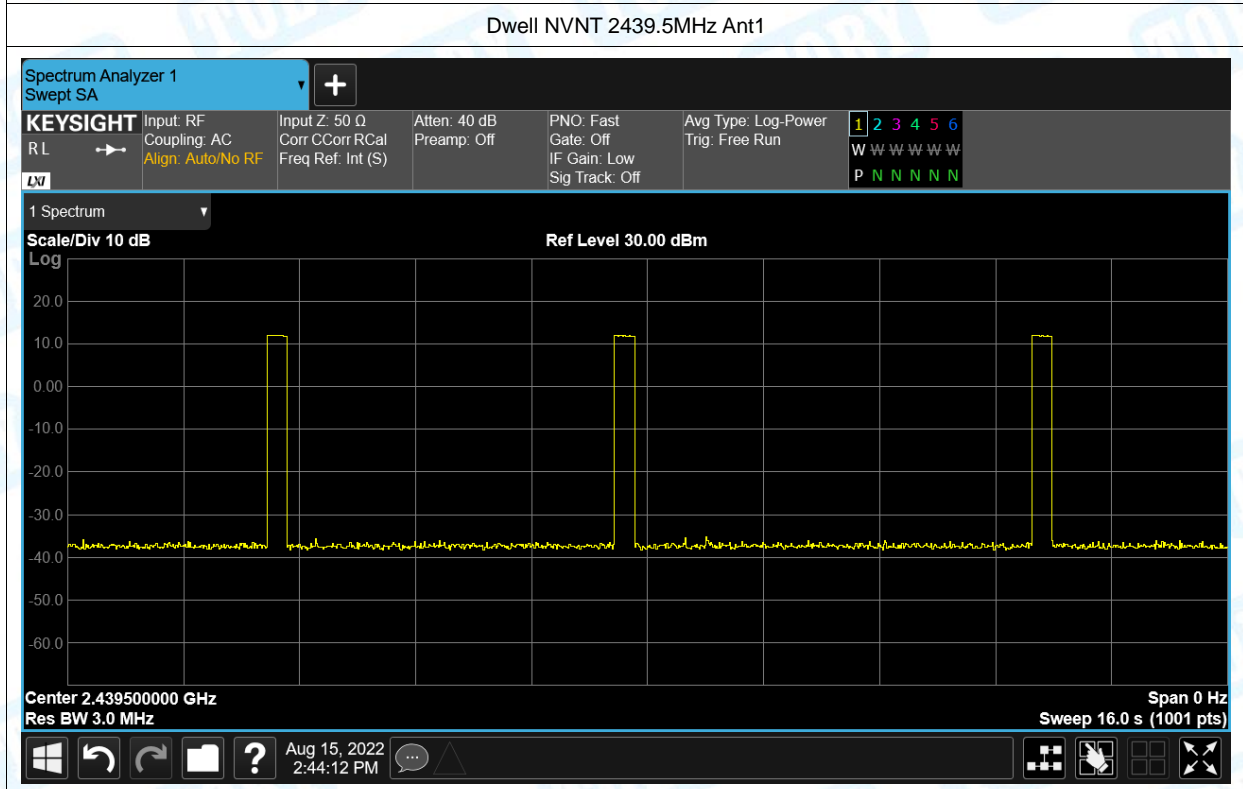 Dwell NVNT 2439.5MHz Ant1
Spectrum Analyzer 1
Swept SA
KEYSIGHT
R L
LXI
Input: RF
Coupling: AC
Align: Auto/No RF
Input Z: 50 Ω
Corr CCorr RCal
Freq Ref: Int (S)
Atten: 40 dB
Preamp: Off
PNO: Fast
Gate: Off
IF Gain: Low
Sig Track: Off
Avg Type: Log-Power
Trig: Free Run
1 2 3 4 5 6
W W W W W W
P N N N N N
1 Spectrum
Scale/Div 10 dB
Ref Level 30.00 dBm
Log
20.0
10.0
0.00
-10.0
-20.0
-30.0
-40.0
-50.0
-60.0
Center 2.439500000 GHz
Span 0 Hz
Res BW 3.0 MHz
Sweep 16.0 s (1001 pts)
?
Aug 15, 2022
2:44:12 PM